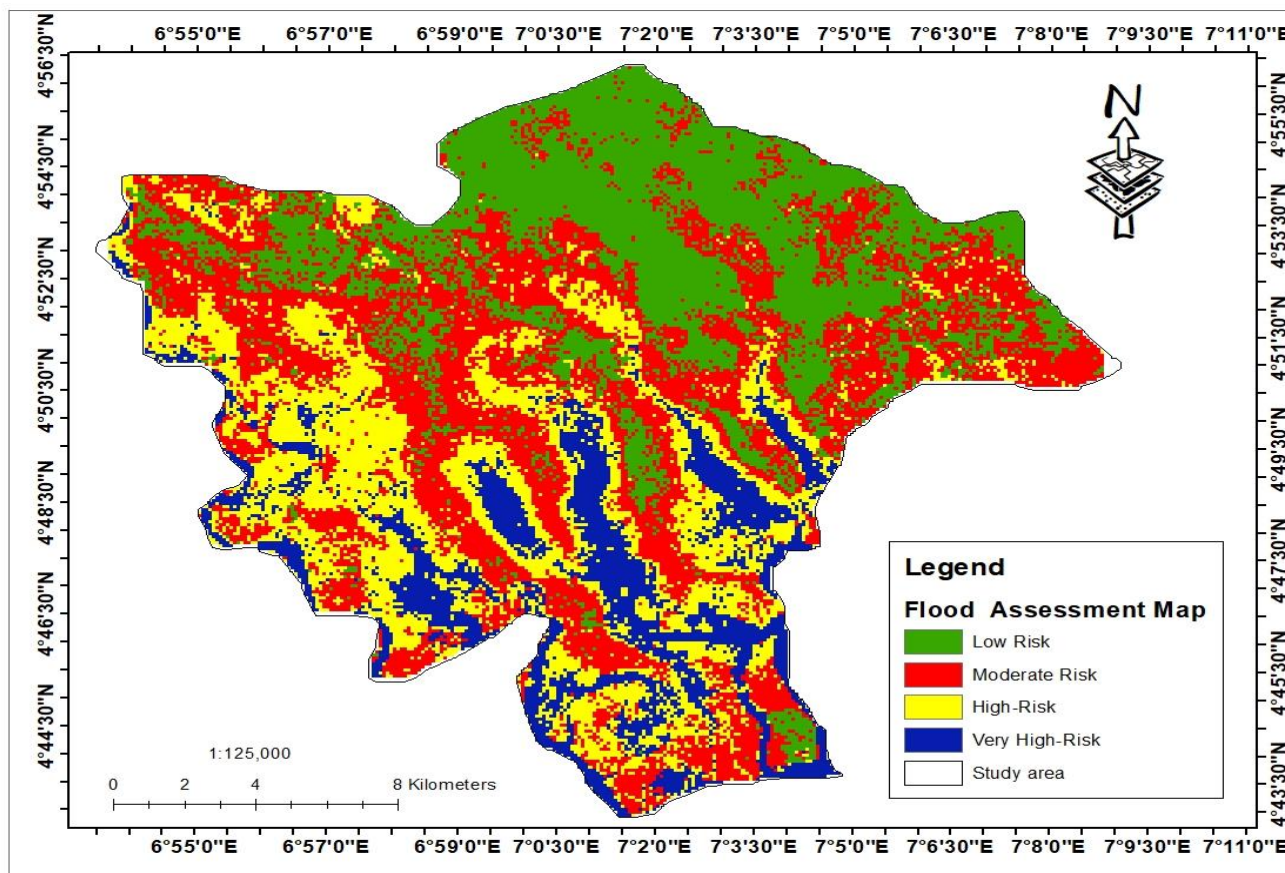 6°55'0"E 6°57'0"E 6°59'0"E 7°0'30"E 7°2'0"E 7°3'30"E 7°5'0"E 7°6'30"E 7°8'0"E 7°9'30"E 7°11'0"E
4°56'30"N
4°54'30"N
4°52'30"N
4°50'30"N
4°48'30"N
4°46'30"N
4°44'30"N
N
4°55'30"N
4°53'30"N
4°51'30"N
4°49'30"N
4°47'30"N
4°45'30"N
4°43'30"N
Legend
Flood Assessment Map
Low Risk
Moderate Risk
High-Risk
Very High-Risk
Study area
1:125,000
0 2 4 8 Kilometers
6°55'0"E 6°57'0"E 6°59'0"E 7°0'30"E 7°2'0"E 7°3'30"E 7°5'0"E 7°6'30"E 7°8'0"E 7°9'30"E 7°11'0"E